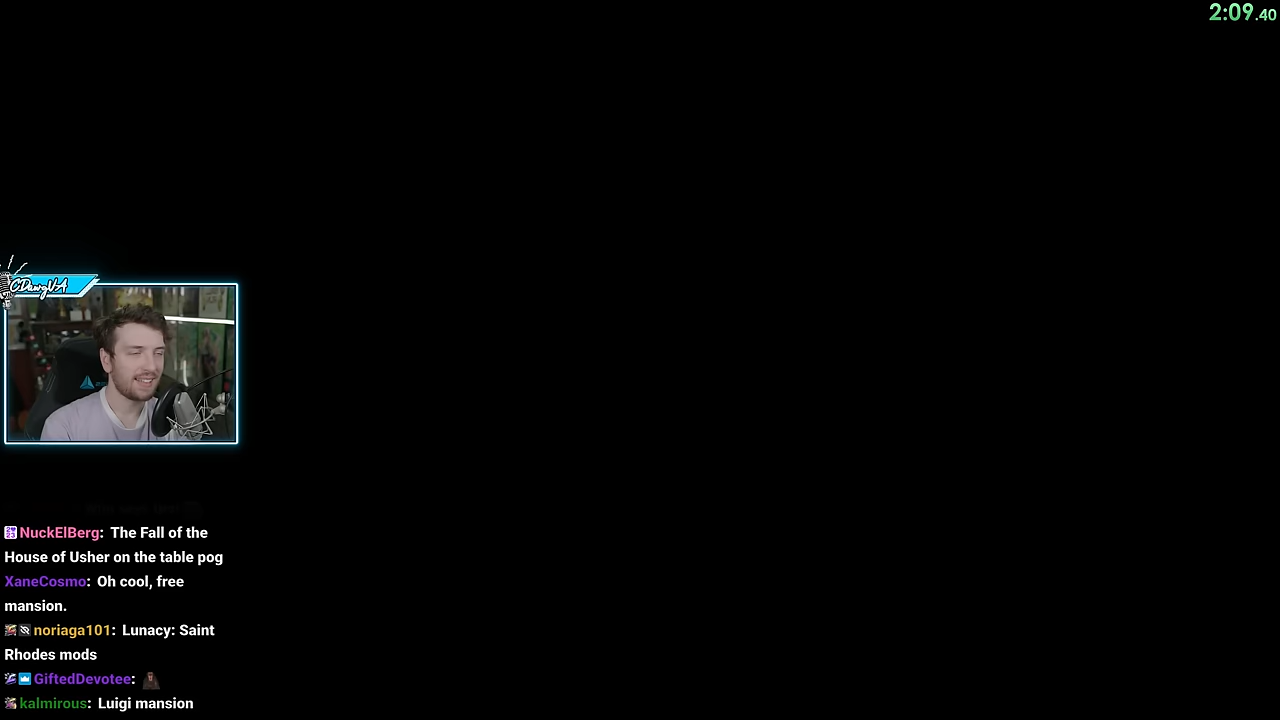 2:09.40
CDawgVA
NuckElBerg: The Fall of the
House of Usher on the table pog
XaneCosmo: Oh cool, free
mansion.
noriaga101: Lunacy: Saint
Rhodes mods
GiftedDevotee:
kalmirous: Luigi mansion